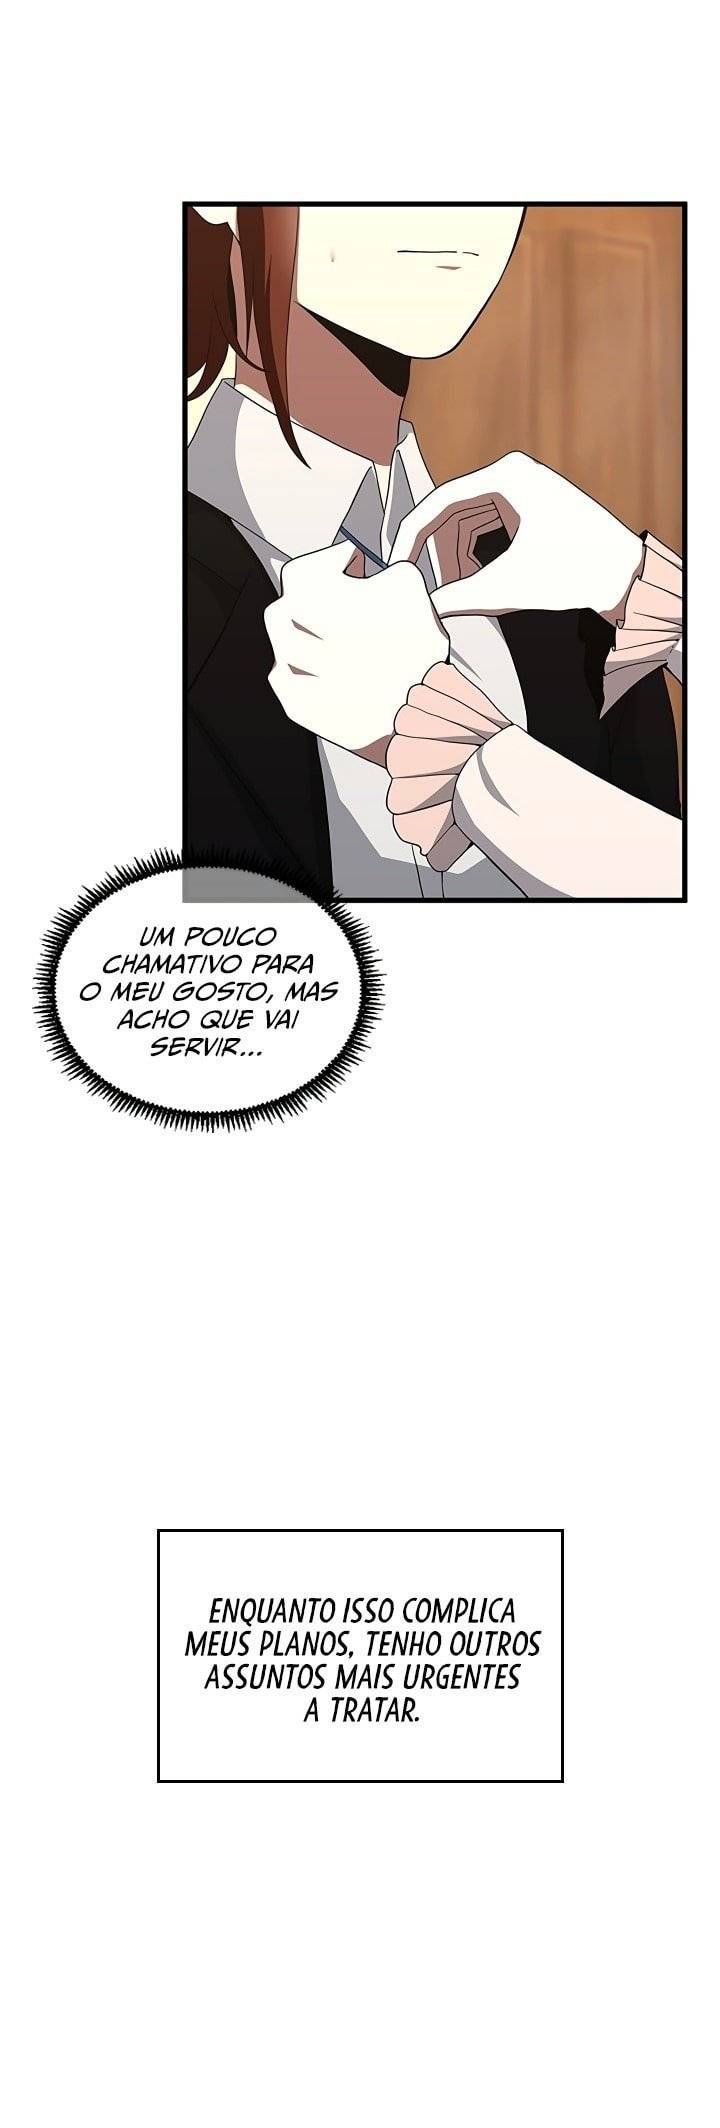 UM POUCO
CHAMATIVO PARA
O MEU GOSTO, MAS
ACHO QUE VAI
SERVIR...
ENQUANTO ISSO COMPLICA
MEUS PLANOS, TENHO OUTROS
ASSUNTOS MAIS URGENTES
A TRATAR.